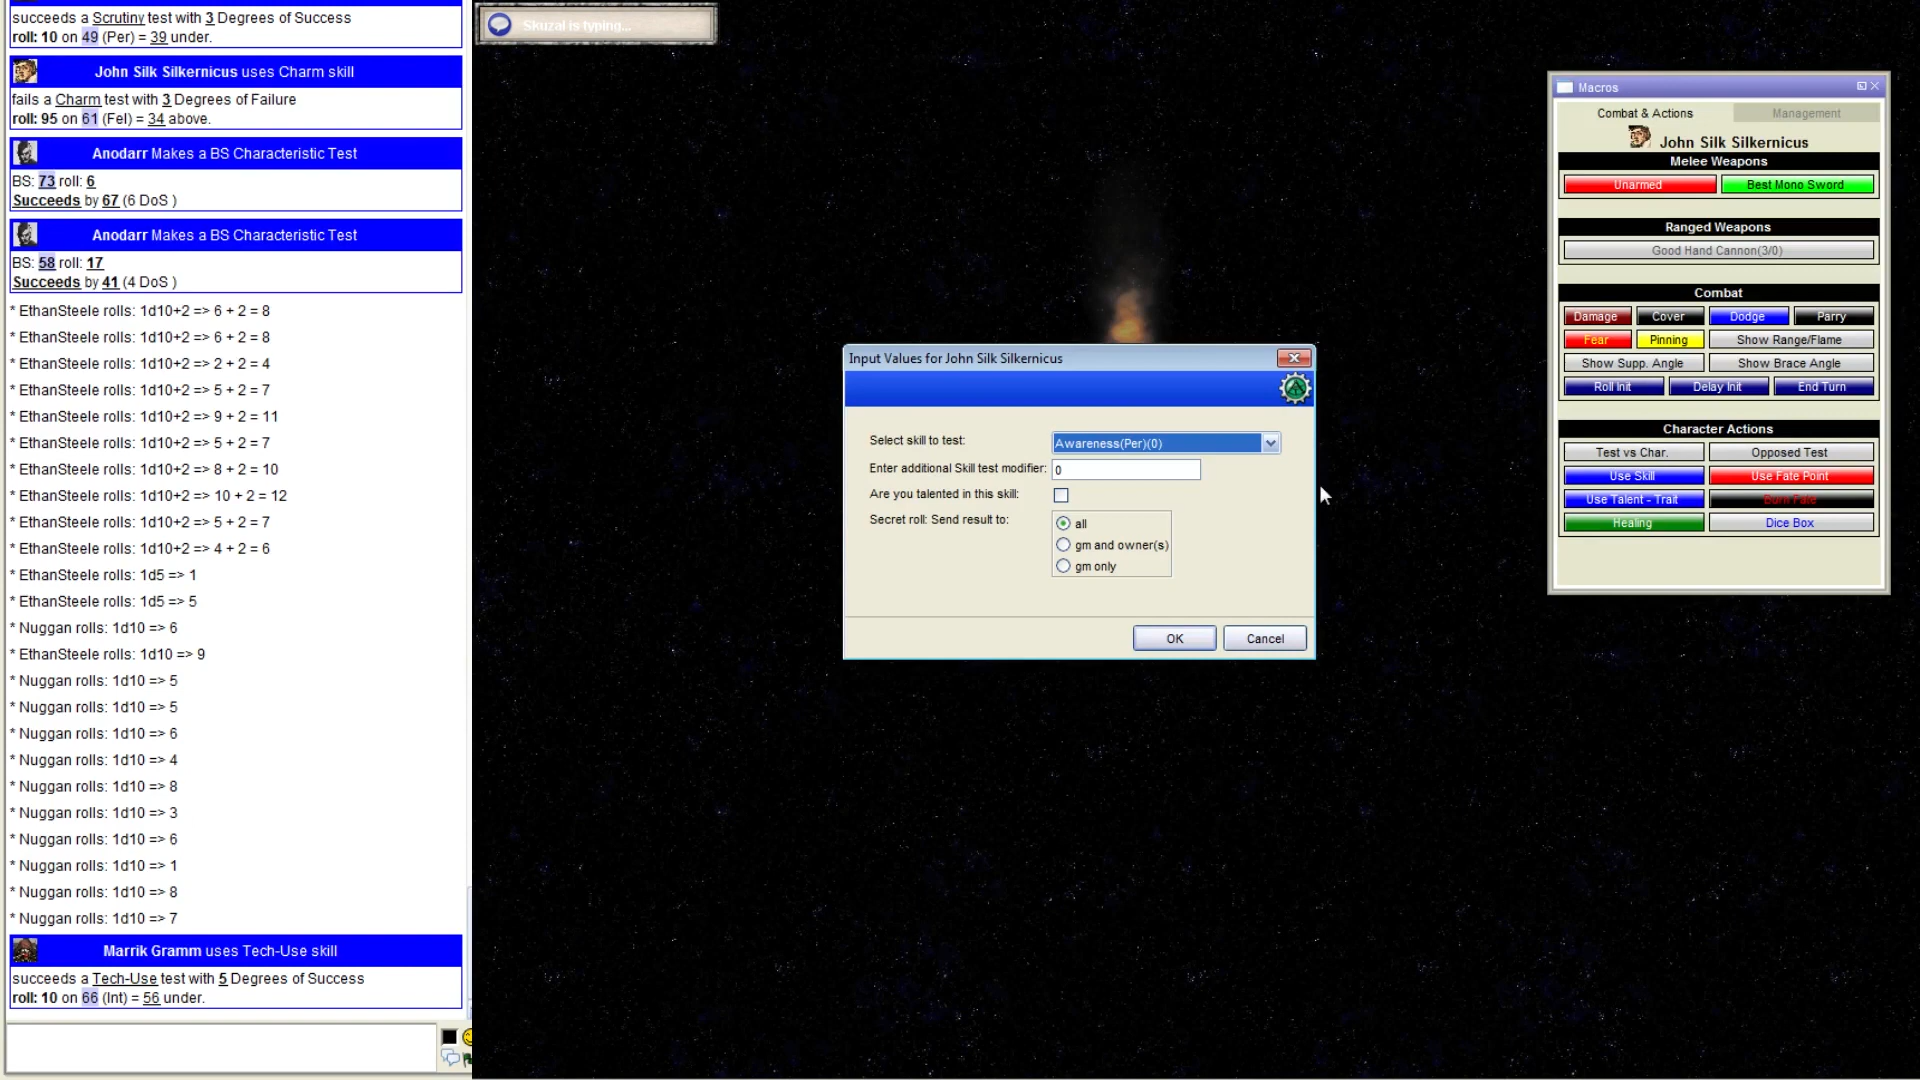 succeeds a Scrutiny test with 3 Degrees of Success
roll: 10 on 49 (Per) = 39 under.
John Silk Silkernicus uses Charm skill
fails a Charm test with 3 Degrees of Failure
roll: 95 on 61 (Fel) = 34 above.
Anodarr Makes a BS Characteristic Test
BS: 73 roll: 6
Succeeds by 67 (6 DoS )
Anodarr Makes a BS Characteristic Test
BS: 58 roll: 17
Succeeds by 41 (4 DoS )
* EthanSteele rolls: 1d10+2 => 6 + 2 = 8
* EthanSteele rolls: 1d10+2 => 6 + 2 = 8
* EthanSteele rolls: 1d10+2 => 2 + 2 = 4
* EthanSteele rolls: 1d10+2 => 5 + 2 = 7
* EthanSteele rolls: 1d10+2 => 9 + 2 = 11
* EthanSteele rolls: 1d10+2 => 5 + 2 = 7
* EthanSteele rolls: 1d10+2 => 8 + 2 = 10
* EthanSteele rolls: 1d10+2 => 10 + 2 = 12
* EthanSteele rolls: 1d10+2 => 5 + 2 = 7
* EthanSteele rolls: 1d10+2 => 4 + 2 = 6
* EthanSteele rolls: 1d5 => 1
* EthanSteele rolls: 1d5 => 5
* Nuggan rolls: 1d10 => 6
* EthanSteele rolls: 1d10 => 9
* Nuggan rolls: 1d10 => 5
* Nuggan rolls: 1d10 => 5
* Nuggan rolls: 1d10 => 6
* Nuggan rolls: 1d10 => 4
* Nuggan rolls: 1d10 => 8
* Nuggan rolls: 1d10 => 3
* Nuggan rolls: 1d10 => 6
* Nuggan rolls: 1d10 => 1
* Nuggan rolls: 1d10 => 8
* Nuggan rolls: 1d10 => 7
Marrik Gramm uses Tech-Use skill
succeeds a Tech-Use test with 5 Degrees of Success
roll: 10 on 66 (Int) = 56 under.
Skuzal is typing...
Input Values for John Silk Silkernicus
Select skill to test: Awareness(Per)(0)
Enter additional Skill test modifier: 0
Are you talented in this skill:
Secret roll: Send result to: all
gm and owner(s)
gm only
OK Cancel
Macros
Combat & Actions Management
John Silk Silkernicus
Melee Weapons
Unarmed Best Mono Sword
Ranged Weapons
Good Hand Cannon(3/0)
Combat
Damage Cover Dodge Parry
Fear Pinning Show Range/Flame
Show Supp. Angle Show Brace Angle
Roll Init Delay Init End Turn
Character Actions
Test vs Char. Opposed Test
Use Skill Use Fate Point
Use Talent - Trait Burn Fate
Healing Dice Box